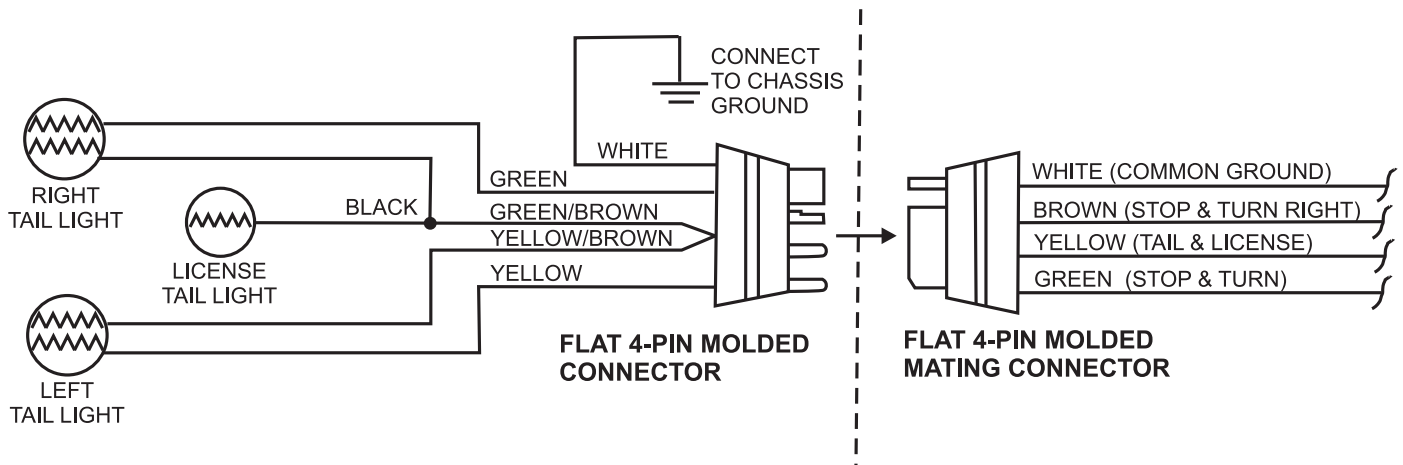 CONNECT
TO CHASSIS
GROUND
WHITE
RIGHT
TAIL LIGHT
GREEN
BLACK
GREEN/BROWN
YELLOW/BROWN
LICENSE
TAIL LIGHT
YELLOW
LEFT
TAIL LIGHT
FLAT 4-PIN MOLDED
CONNECTOR
WHITE (COMMON GROUND)
BROWN (STOP & TURN RIGHT)
YELLOW (TAIL & LICENSE)
GREEN (STOP & TURN)
FLAT 4-PIN MOLDED
MATING CONNECTOR